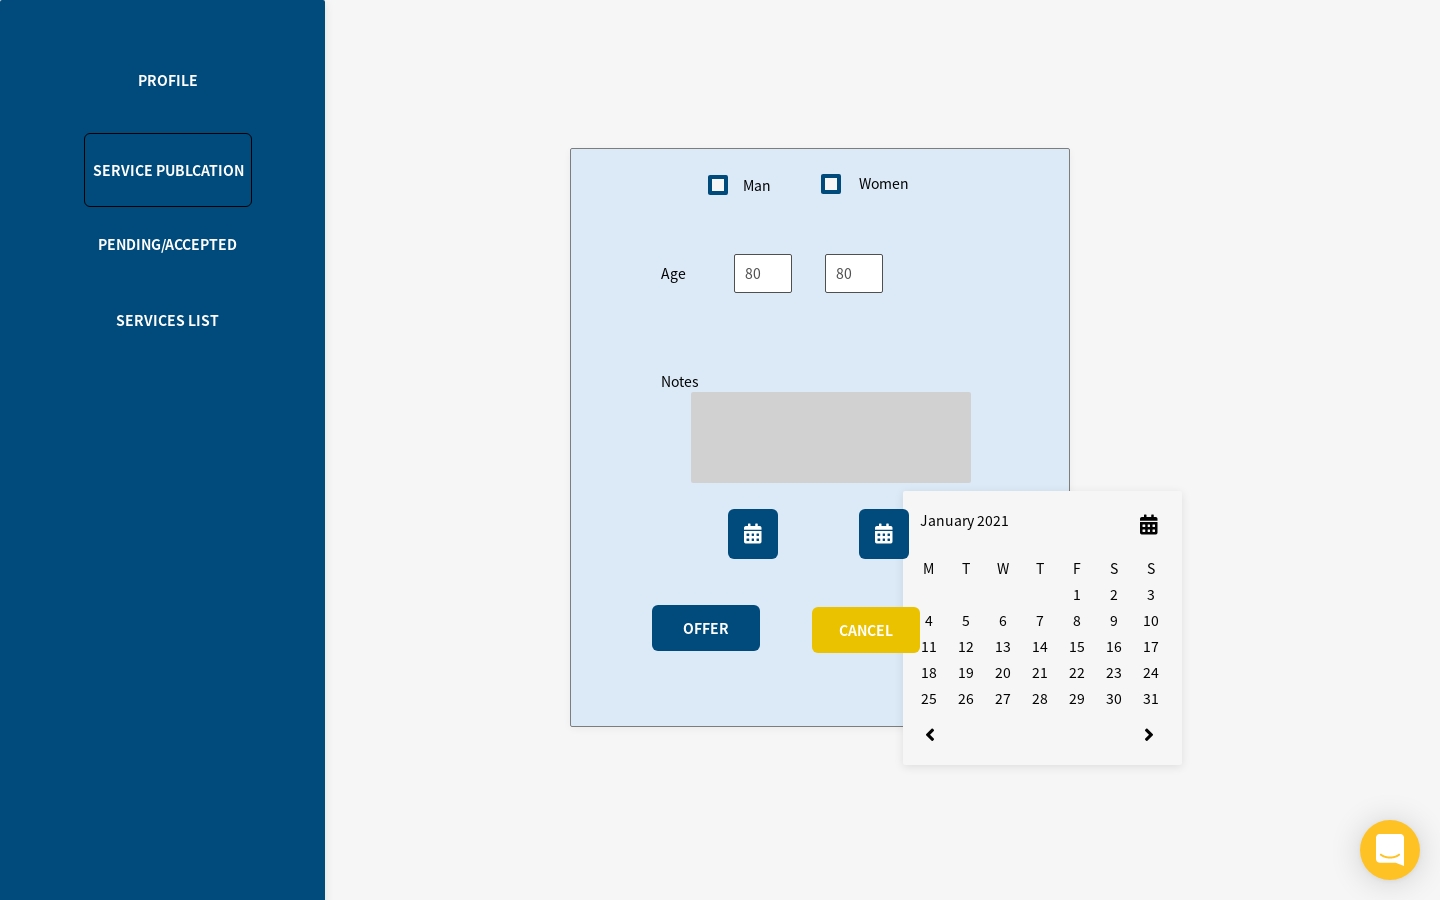 PROFILE
SERVICE PUBLCATION
PENDING/ACCEPTED
SERVICES LIST
Man Women
Age 80 80
Notes
January 2021
M T W T F S S
1 2 3
4 5 6 7 8 9 10
11 12 13 14 15 16 17
18 19 20 21 22 23 24
25 26 27 28 29 30 31
OFFER CANCEL